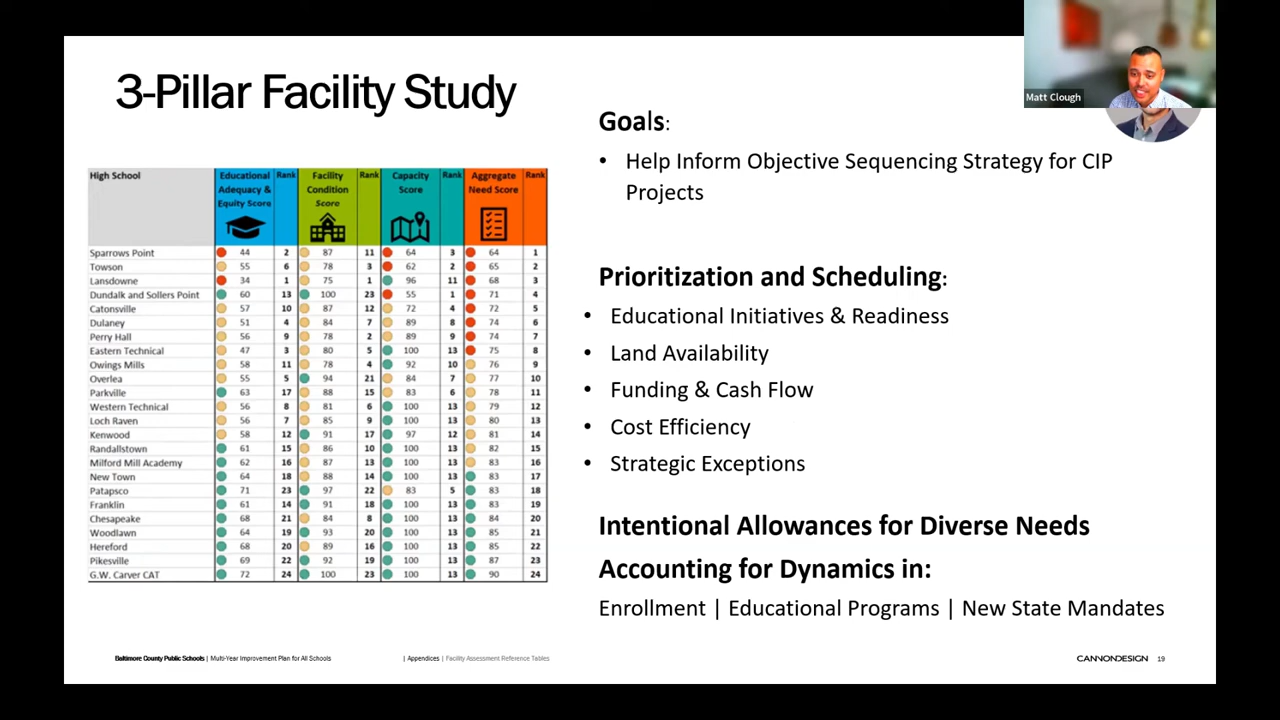 3-Pillar Facility Study
Matt Clough
Goals:
• Help Inform Objective Sequencing Strategy for CIP
Projects
Prioritization and Scheduling:
• Educational Initiatives & Readiness
• Land Availability
• Funding & Cash Flow
• Cost Efficiency
• Strategic Exceptions
Intentional Allowances for Diverse Needs
Accounting for Dynamics in:
Enrollment | Educational Programs | New State Mandates
High School Educational Rank Facility Rank Capacity Rank Aggregate Rank
Adequacy & Condition Score Need Score
Equity Score Score
Sparrows Point 44 2 87 11 64 3 64 1
Towson 55 6 78 3 62 2 65 2
Lansdowne 34 1 75 1 96 11 68 3
Dundalk and Sollers Point 60 13 100 23 55 1 71 4
Catonsville 57 10 87 12 72 4 72 5
Dulaney 51 4 84 7 89 8 74 6
Perry Hall 56 9 78 2 89 9 74 7
Eastern Technical 47 3 80 5 100 13 75 8
Owings Mills 58 11 78 4 92 10 76 9
Overlea 55 5 94 21 84 7 77 10
Parkville 63 17 88 15 83 6 78 11
Western Technical 56 8 81 6 100 13 79 12
Loch Raven 56 7 85 9 100 13 80 13
Kenwood 58 12 91 17 97 12 81 14
Randallstown 61 15 86 10 100 13 82 15
Milford Mill Academy 62 16 87 13 100 13 83 16
New Town 64 18 88 14 100 13 83 17
Patapsco 71 23 97 22 83 5 83 18
Franklin 61 14 91 18 100 13 83 19
Chesapeake 68 21 84 8 100 13 84 20
Woodlawn 64 19 93 20 100 13 85 21
Hereford 68 20 89 16 100 13 85 22
Pikesville 69 22 92 19 100 13 87 23
G.W. Carver CAT 72 24 100 23 100 13 90 24
Baltimore County Public Schools | Multi-Year Improvement Plan for All Schools | Appendices | Facility Assessment Reference Tables
CANNONDESIGN 19